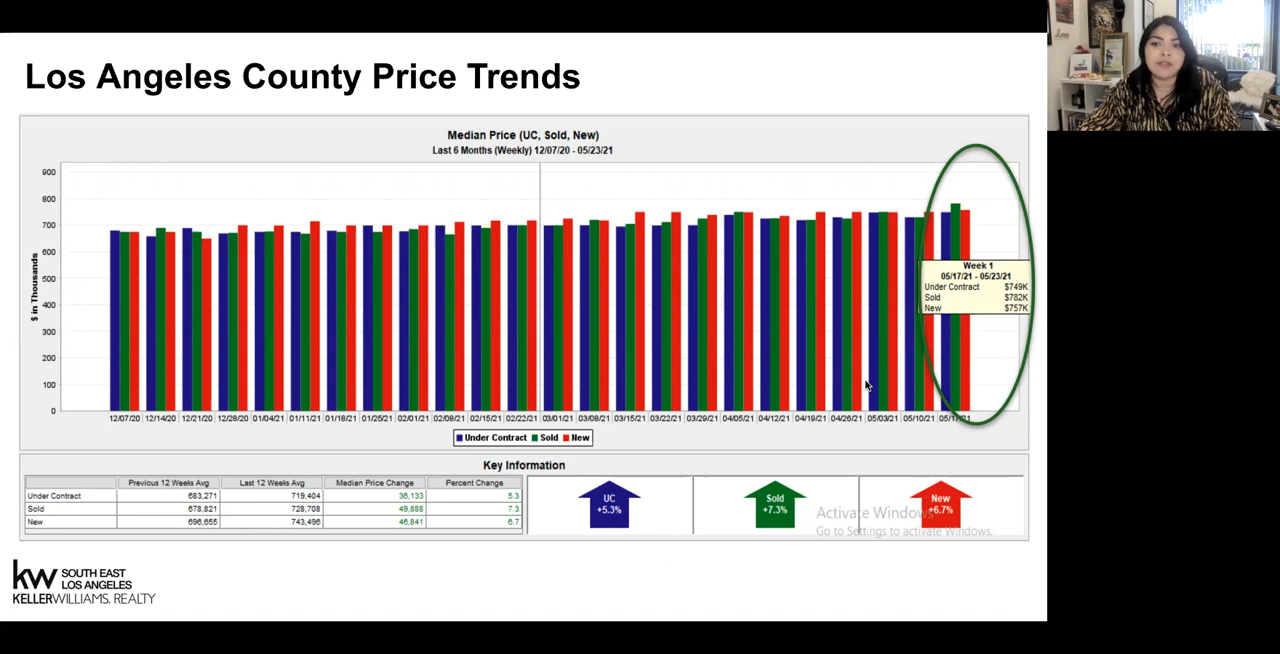 Los Angeles County Price Trends
Median Price (UC, Sold, New)
Last 6 Months (Weekly) 12/07/20 - 05/23/21
$ in Thousands
900
800
700
600
500
400
300
200
100
0
12/07/20 12/14/20 12/21/20 12/28/20 01/04/21 01/11/21 01/18/21 01/25/21 02/01/21 02/08/21 02/15/21 02/22/21 03/01/21 03/08/21 03/15/21 03/22/21 03/29/21 04/05/21 04/12/21 04/19/21 04/26/21 05/03/21 05/10/21 05/17/21
Week 1
05/17/21 - 05/23/21
Under Contract $749K
Sold $782K
New $757K
Under Contract Sold New
Key Information
Previous 12 Weeks Avg Last 12 Weeks Avg Median Price Change Percent Change
Under Contract 683,271 719,404 36,133 5.3
Sold 678,821 728,708 49,888 7.3
New 696,655 743,496 46,841 6.7
UC
+5.3%
Sold
+7.3%
New
+6.7%
Activate Windows
Go to Settings to activate Windows.
kw SOUTH EAST
LOS ANGELES
KELLERWILLIAMS. REALTY